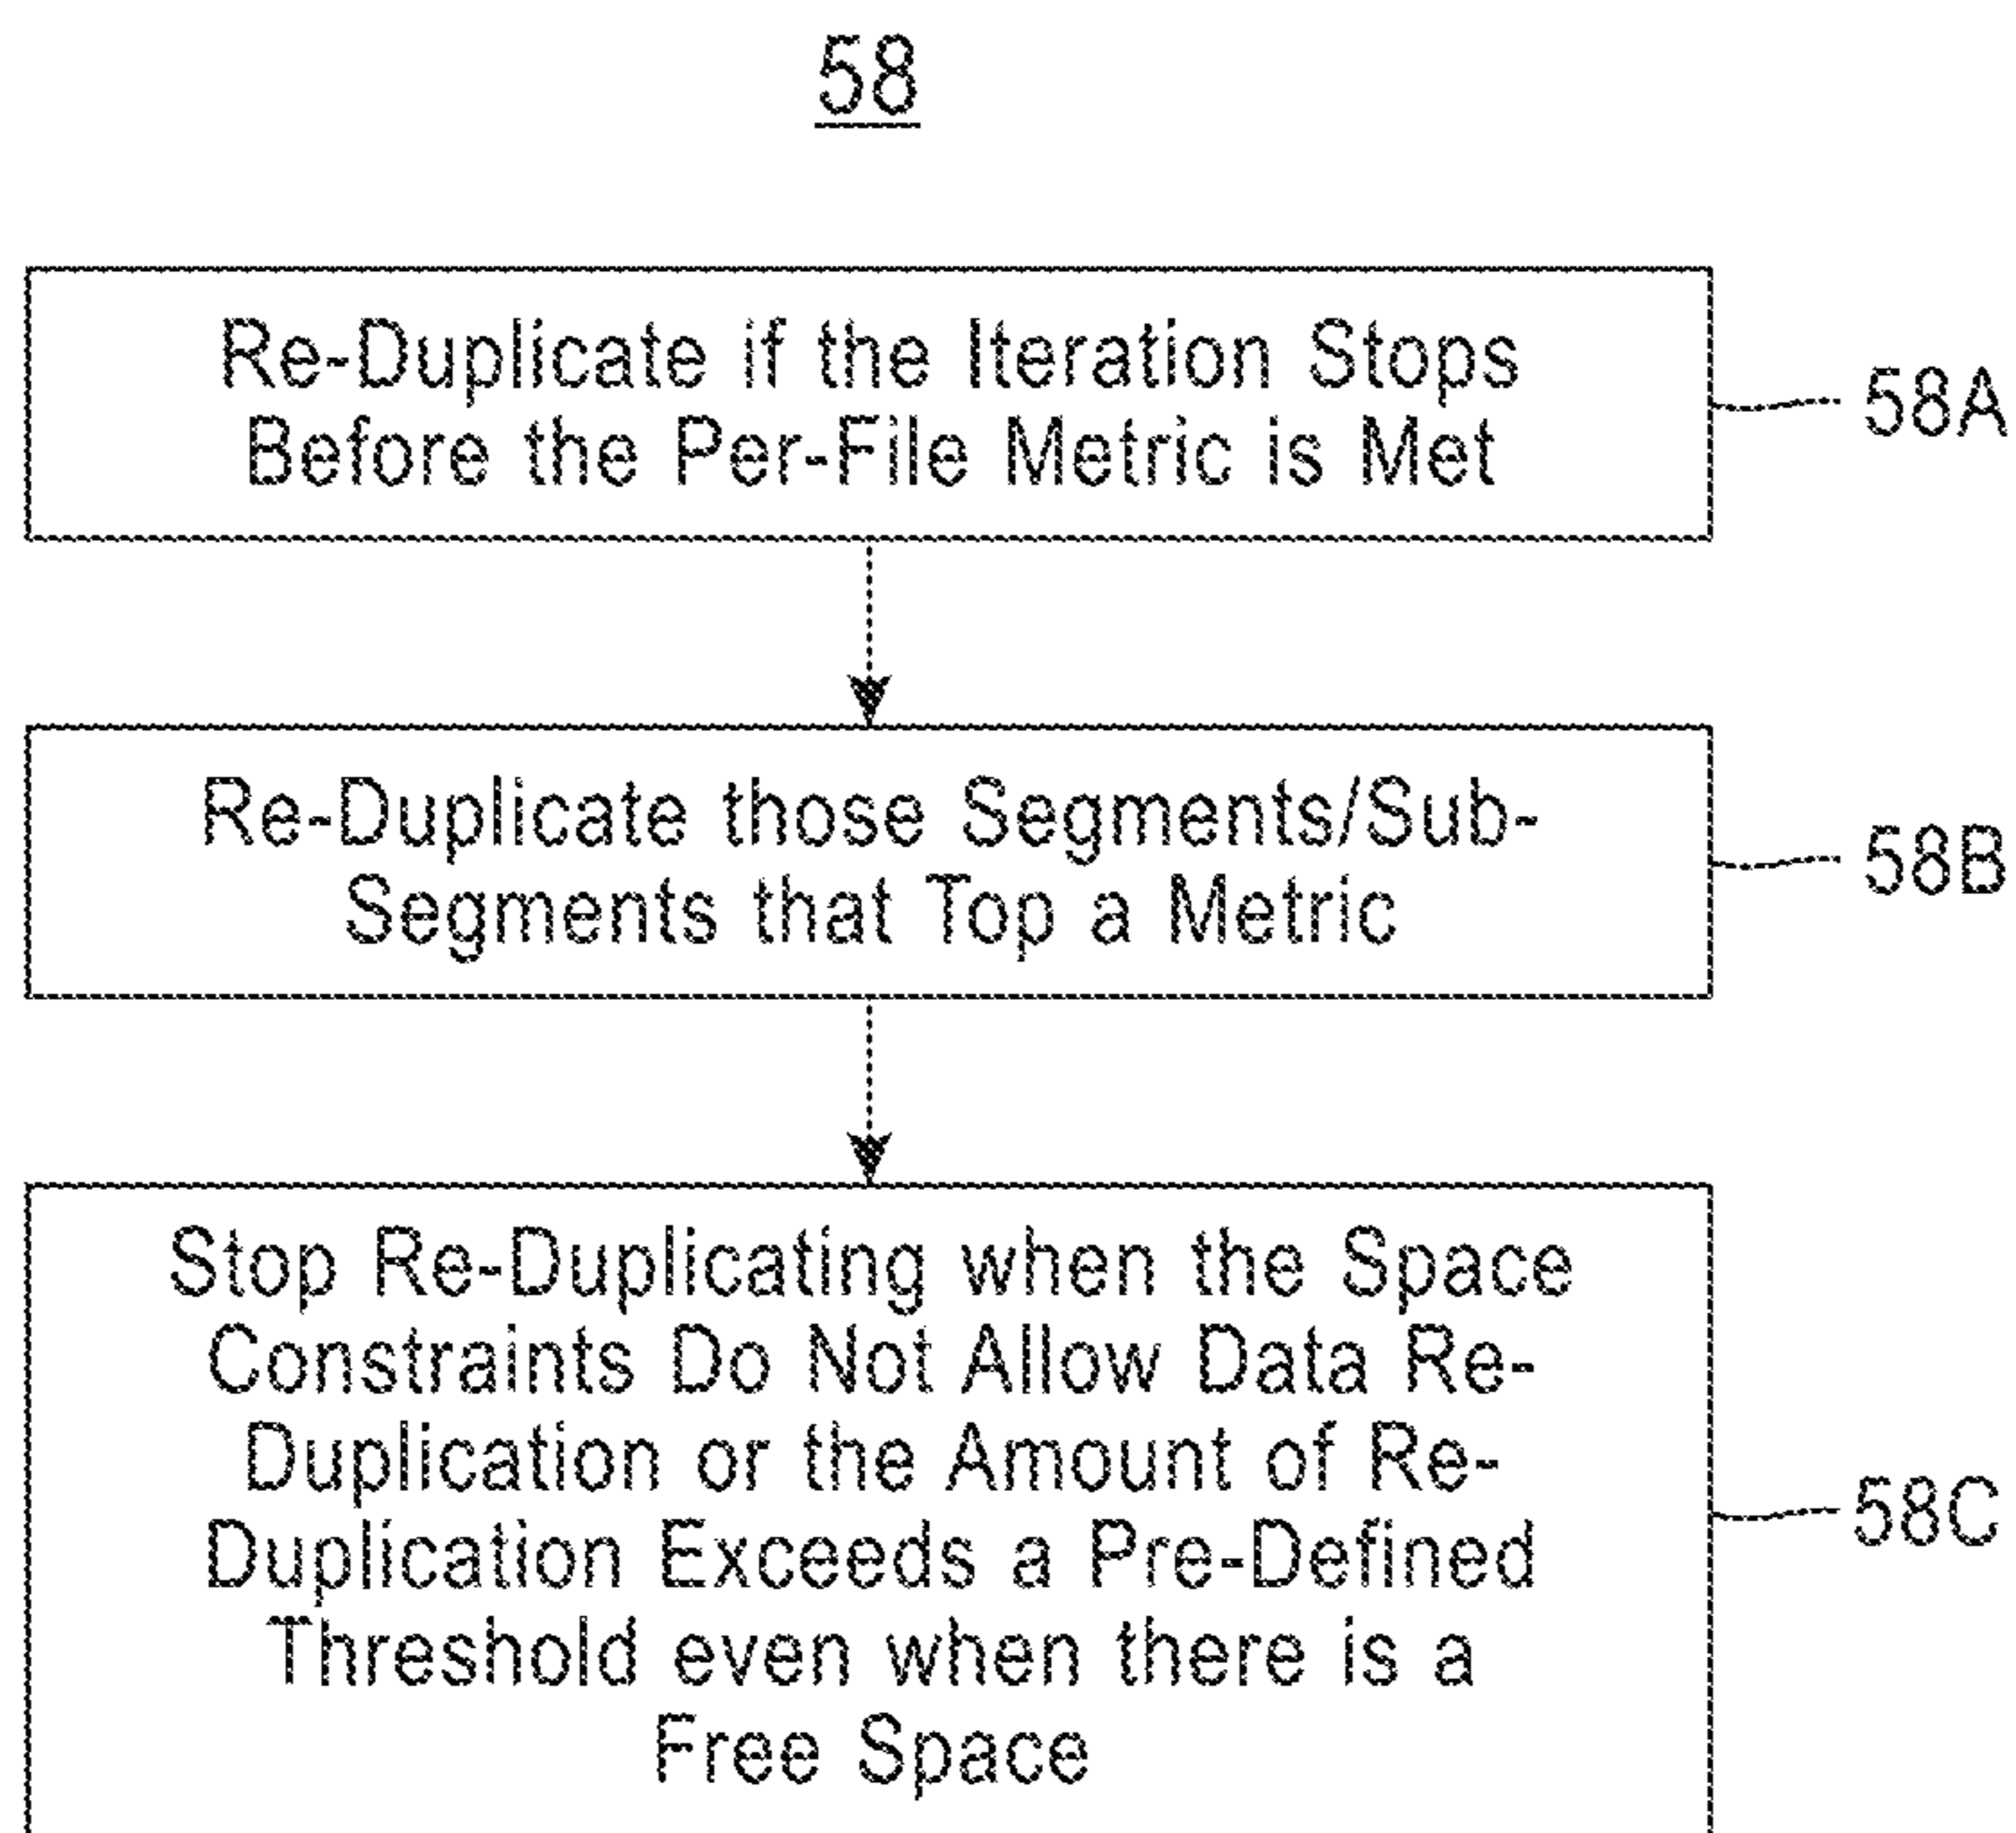 58
Re-Duplicate if the Iteration Stops
Before the Per-File Metric is Met
58A
Re-Duplicate those Segments/Sub-
Segments that Top a Metric
58B
Stop Re-Duplicating when the Space
Constraints Do Not Allow Data Re-
Duplication or the Amount of Re-
Duplication Exceeds a Pre-Defined
Threshold even when there is a
Free Space
58C